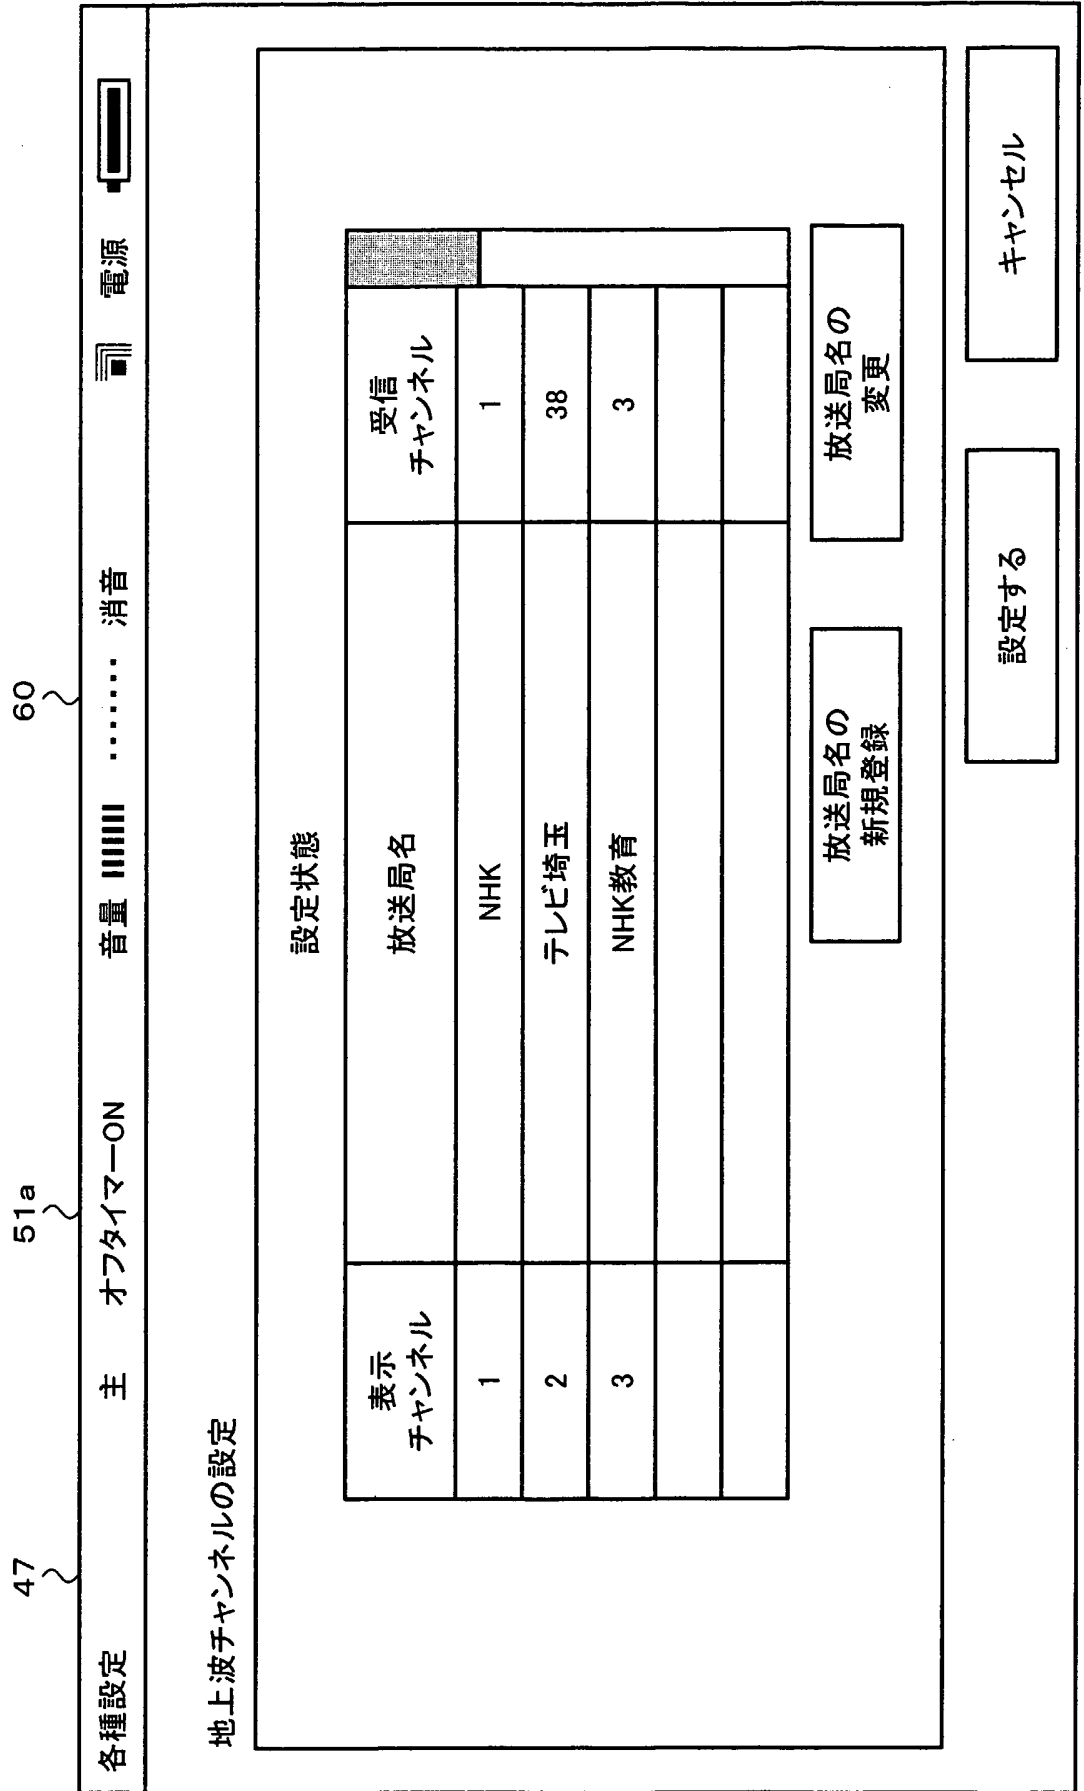 47
51a
60
各種設定
主
オフタイマーON
音量
消音
電源
地上波チャンネルの設定
設定状態
表示
チャンネル
放送局名
受信
チャンネル
1
NHK
1
2
テレビ埼玉
38
3
NHK教育
3
放送局名の
新規登録
放送局名の
変更
設定する
キャンセル